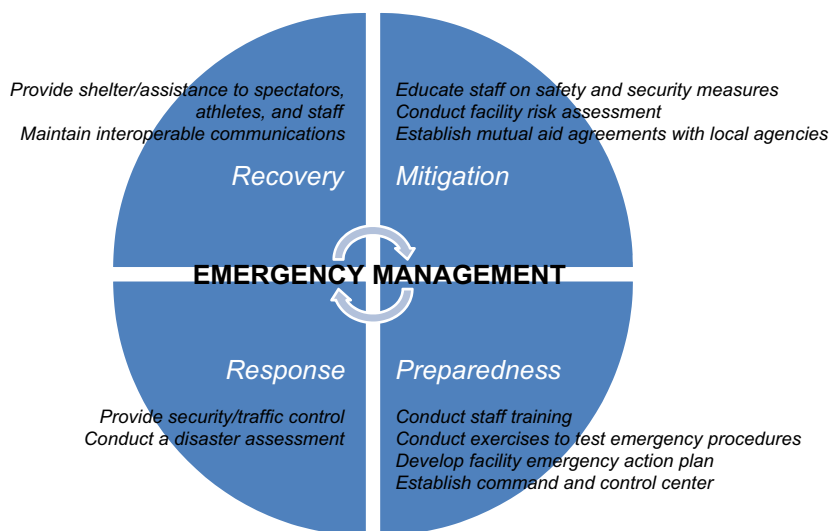 Provide shelter/assistance to spectators,
athletes, and staff
Maintain interoperable communications
Recovery
Educate staff on safety and security measures
Conduct facility risk assessment
Establish mutual aid agreements with local agencies
Mitigation
EMERGENCY MANAGEMENT
Response
Provide security/traffic control
Conduct a disaster assessment
Preparedness
Conduct staff training
Conduct exercises to test emergency procedures
Develop facility emergency action plan
Establish command and control center